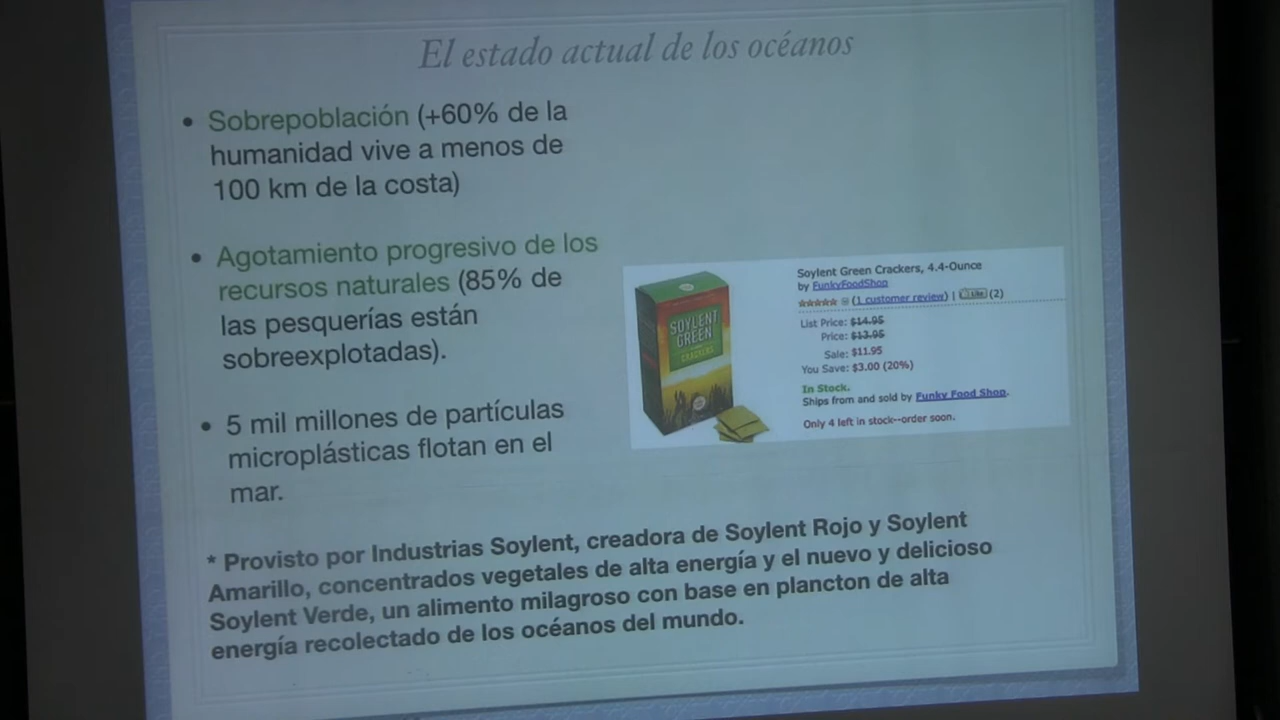 El estado actual de los océanos
• Sobrepoblación (+60% de la
humanidad vive a menos de
100 km de la costa)
• Agotamiento progresivo de los
recursos naturales (85% de
las pesquerías están
sobreexplotadas).
• 5 mil millones de partículas
microplásticas flotan en el
mar.
SOYLENT
GREEN
CRACKERS
Soylent Green Crackers, 4.4-Ounce
by FunkyFoodShop
(1 customer review) | Like (2)
List Price: $14.95
Price: $13.95
Sale: $11.95
You Save: $3.00 (20%)
In Stock.
Ships from and sold by Funky Food Shop.
Only 4 left in stock--order soon.
* Provisto por Industrias Soylent, creadora de Soylent Rojo y Soylent
Amarillo, concentrados vegetales de alta energía y el nuevo y delicioso
Soylent Verde, un alimento milagroso con base en plancton de alta
energía recolectado de los océanos del mundo.